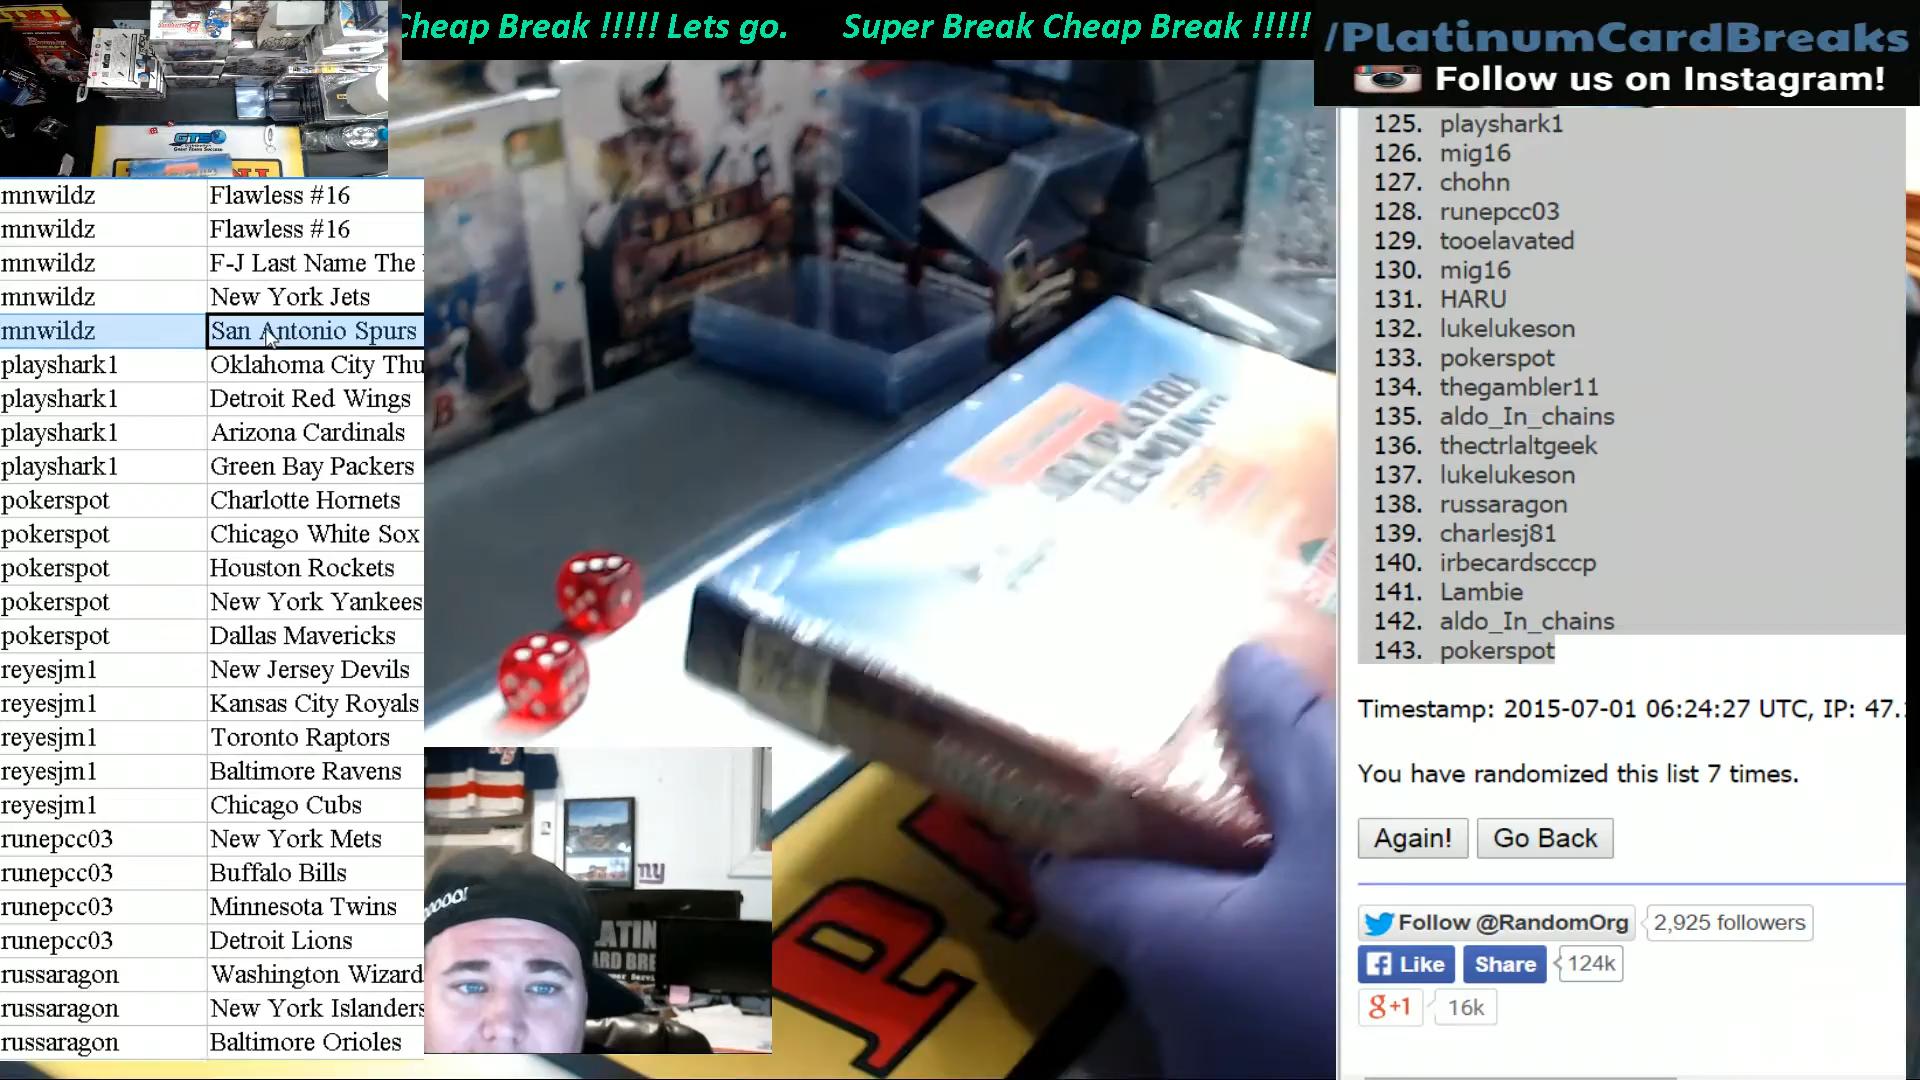 Cheap Break !!!!! Lets go. Super Break Cheap Break !!!!!
/PlatinumCardBreaks
Follow us on Instagram!
mnwildz Flawless #16
mnwildz Flawless #16
mnwildz F-J Last Name The
mnwildz New York Jets
mnwildz San Antonio Spurs
playshark1 Oklahoma City Thu
playshark1 Detroit Red Wings
playshark1 Arizona Cardinals
playshark1 Green Bay Packers
pokerspot Charlotte Hornets
pokerspot Chicago White Sox
pokerspot Houston Rockets
pokerspot New York Yankees
pokerspot Dallas Mavericks
reyesjm1 New Jersey Devils
reyesjm1 Kansas City Royals
reyesjm1 Toronto Raptors
reyesjm1 Baltimore Ravens
reyesjm1 Chicago Cubs
runepcc03 New York Mets
runepcc03 Buffalo Bills
runepcc03 Minnesota Twins
runepcc03 Detroit Lions
russaragon Washington Wizard
russaragon New York Islanders
russaragon Baltimore Orioles
GTS
ny
PLATIN
ARD BRE
125. playshark1
126. mig16
127. chohn
128. runepcc03
129. tooelavated
130. mig16
131. HARU
132. lukelukeson
133. pokerspot
134. thegambler11
135. aldo_In_chains
136. thectrlaltgeek
137. lukelukeson
138. russaragon
139. charlesj81
140. irbecardscccp
141. Lambie
142. aldo_In_chains
143. pokerspot
Timestamp: 2015-07-01 06:24:27 UTC, IP: 47.
You have randomized this list 7 times.
Again! Go Back
Follow @RandomOrg 2,925 followers
Like Share 124k
g+1 16k